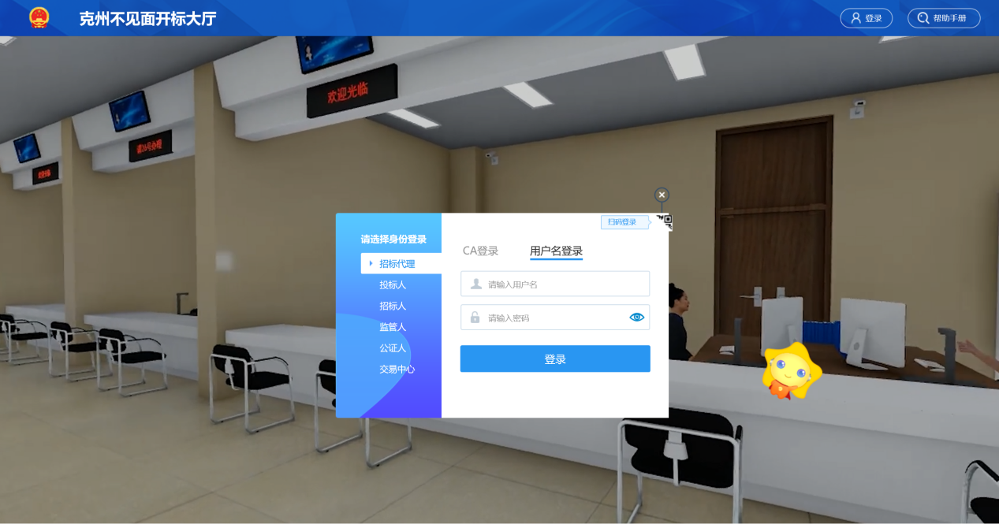 克州不见面开标大厅
登录
帮助手册
欢迎光临
请选择身份登录
招标代理
投标人
招标人
监管人
公证人
交易中心
扫码登录
CA登录
用户名登录
请输入用户名
请输入密码
登录